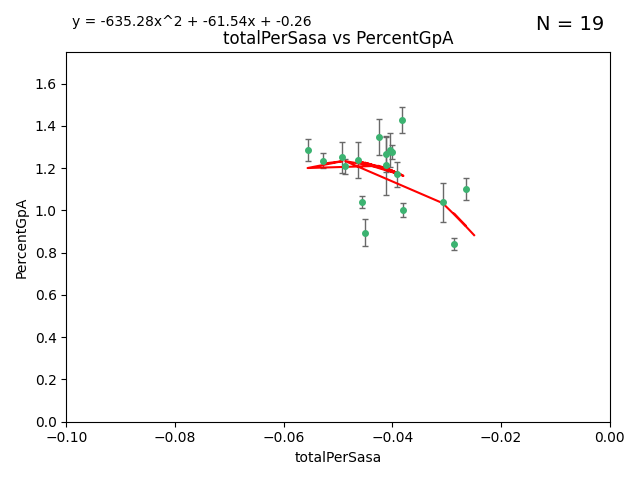 y = -635.28x^2 + -61.54x + -0.26
N = 19
totalPerSasa vs PercentGpA
1.6
1.4
1.2
1.0
0.8
0.6
0.4
0.2
0.0
PercentGpA
−0.10 −0.08 −0.06 −0.04 −0.02 0.00
totalPerSasa